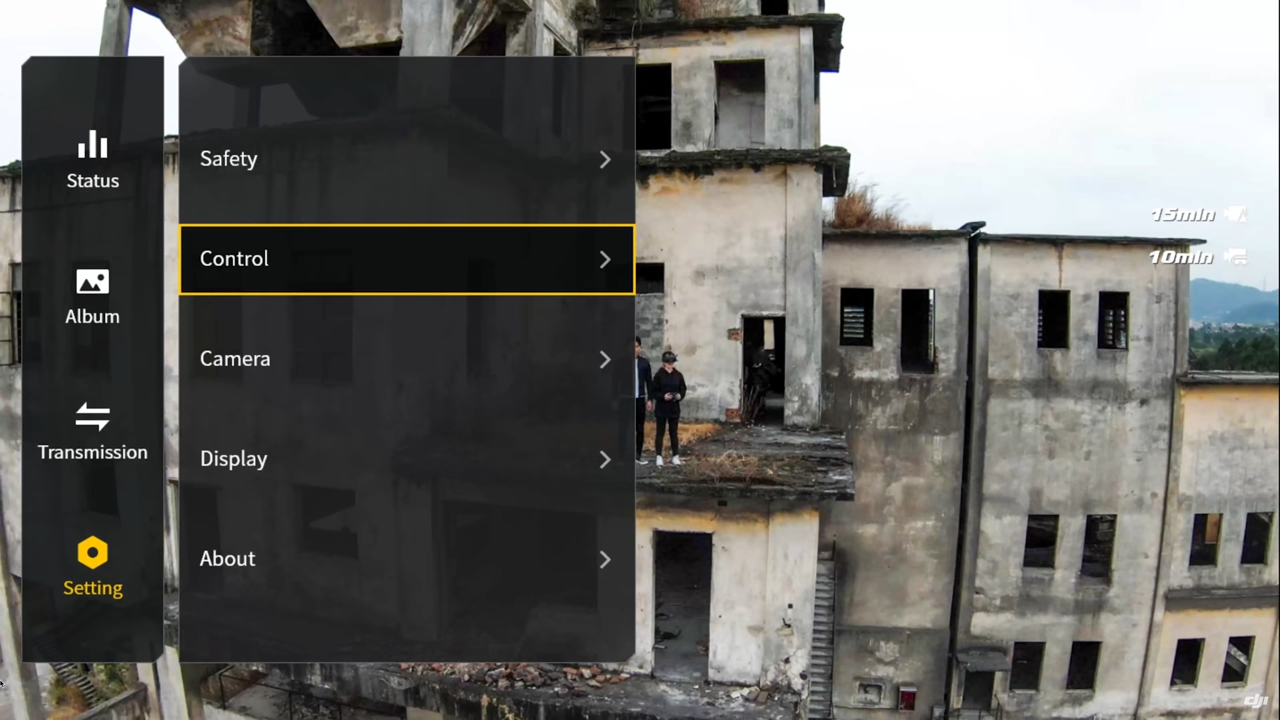 Status
Album
Transmission
Setting
Safety
Control
Camera
Display
About
15min
10min
dji